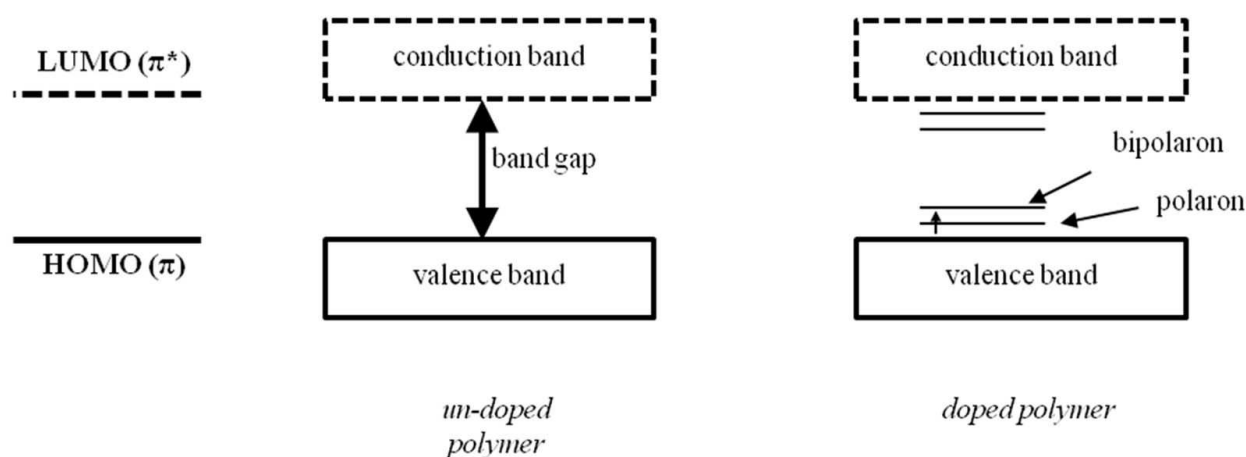 LUMO (π*)
HOMO (π)
conduction band
band gap
valence band
un-doped
polymer
conduction band
bipolaron
polaron
valence band
doped polymer